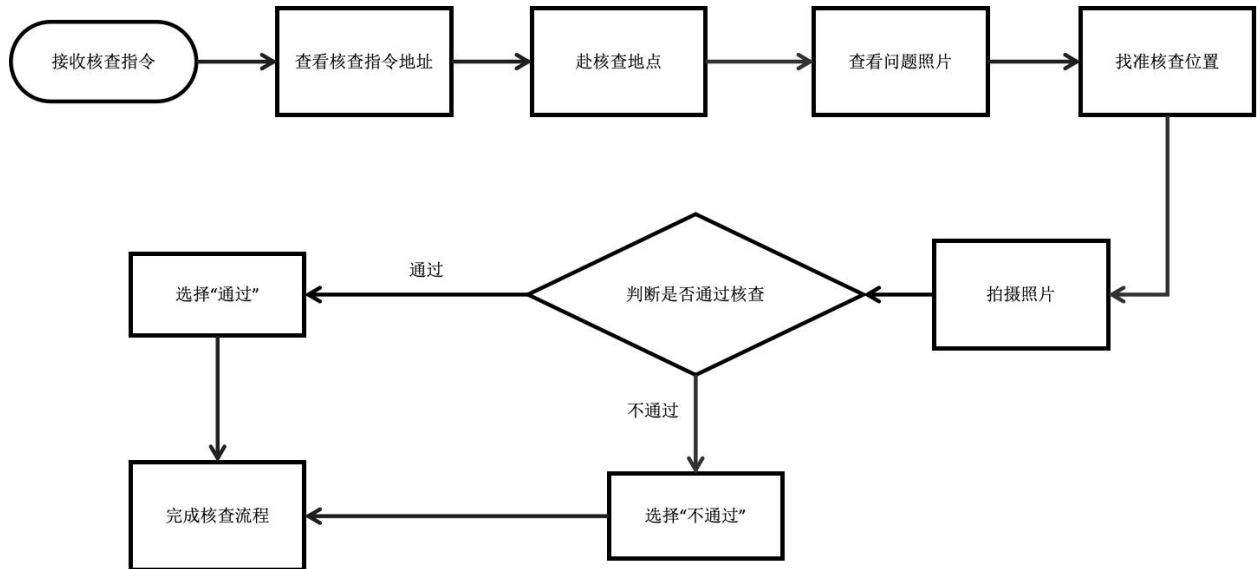 接收核查指令
查看核查指令地址
赴核查地点
查看问题照片
找准核查位置
拍摄照片
判断是否通过核查
通过
选择“通过”
不通过
选择“不通过”
完成核查流程